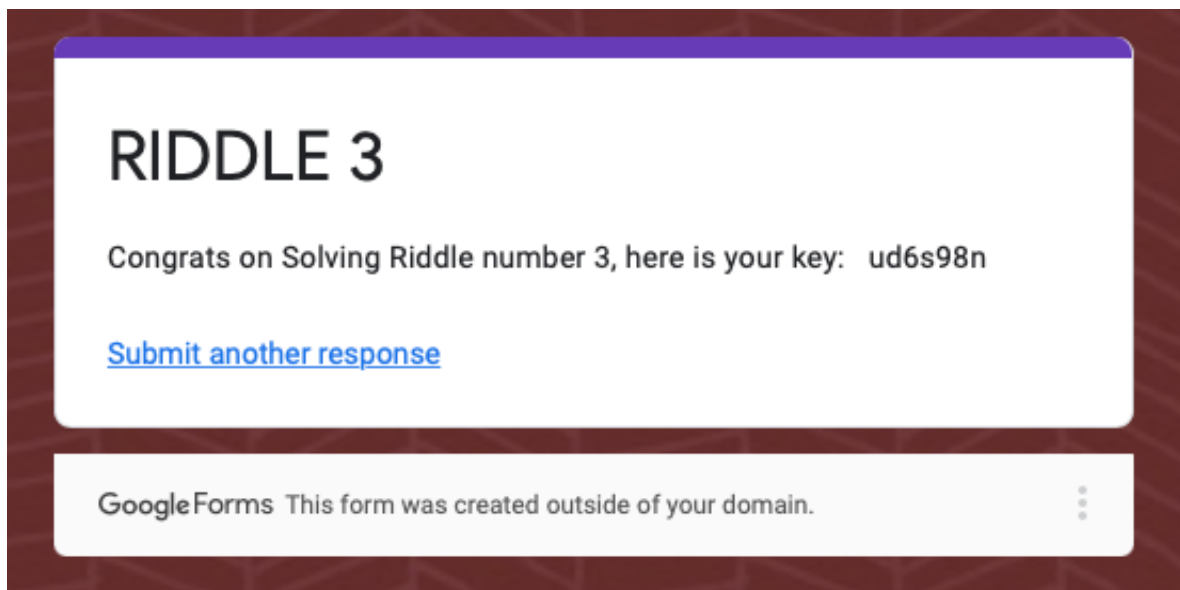 RIDDLE 3
Congrats on Solving Riddle number 3, here is your key: ud6s98n
Submit another response
Google Forms This form was created outside of your domain.